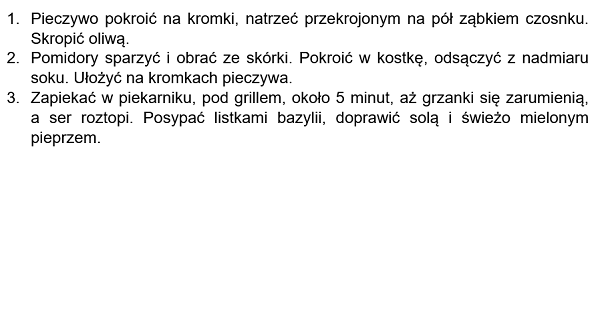 1. Pieczywo pokroić na kromki, natrzeć przekrojonym na pół ząbkiem czosnku.
Skropić oliwą.
2. Pomidory sparzyć i obrać ze skórki. Pokroić w kostkę, odsączyć z nadmiaru
soku. Ułożyć na kromkach pieczywa.
3. Zapiekać w piekarniku, pod grillem, około 5 minut, aż grzanki się zarumienią,
a ser roztopi. Posypać listkami bazylii, doprawić solą i świeżo mielonym
pieprzem.